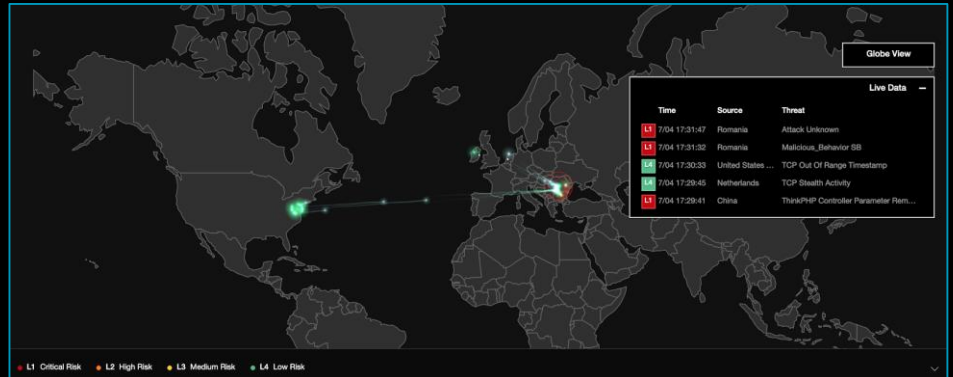 Globe View
Live Data −
Time Source Threat
L1 7/04 17:31:47 Romania Attack Unknown
L1 7/04 17:31:32 Romania Malicious_Behavior SB
L4 7/04 17:30:33 United States ... TCP Out Of Range Timestamp
L4 7/04 17:29:45 Netherlands TCP Stealth Activity
L1 7/04 17:29:41 China ThinkPHP Controller Parameter Rem...
L1 Critical Risk L2 High Risk L3 Medium Risk L4 Low Risk